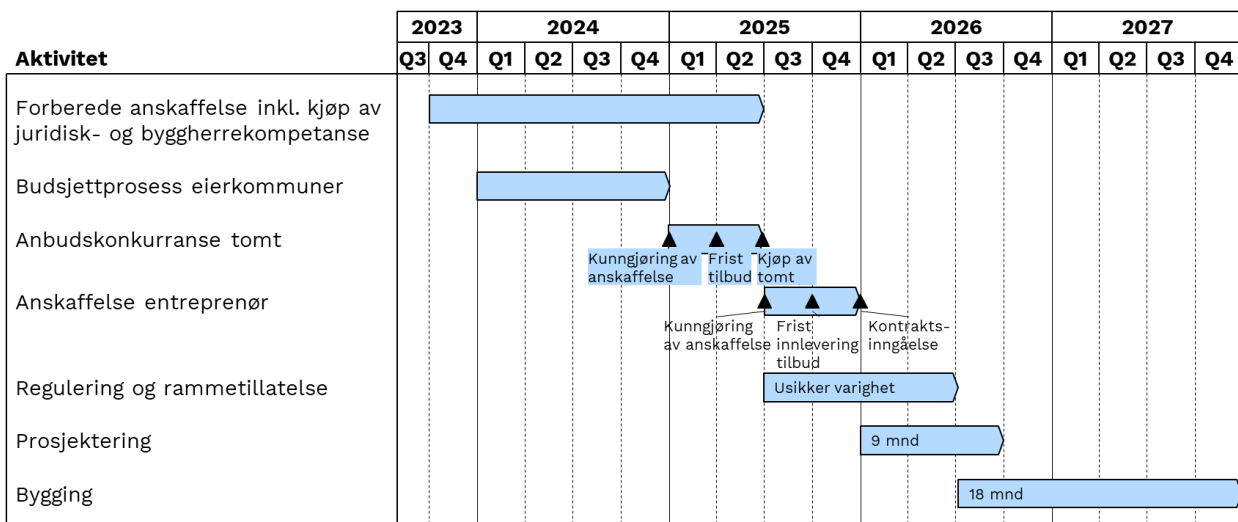 2023 2024 2025 2026 2027
Aktivitet Q3 Q4 Q1 Q2 Q3 Q4 Q1 Q2 Q3 Q4 Q1 Q2 Q3 Q4 Q1 Q2 Q3 Q4
Forberede anskaffelse inkl. kjøp av
juridisk- og byggherrekompetanse
Budsjettprosess eierkommuner
Anbudskonkurranse tomt
Kunngjøring av
anskaffelse
Frist
tilbud
Kjøp av
tomt
Anskaffelse entreprenør
Kunngjøring
av anskaffelse
Frist
innlevering
tilbud
Kontrakts-
inngåelse
Regulering og rammetillatelse
Usikker varighet
Prosjektering
9 mnd
Bygging
18 mnd